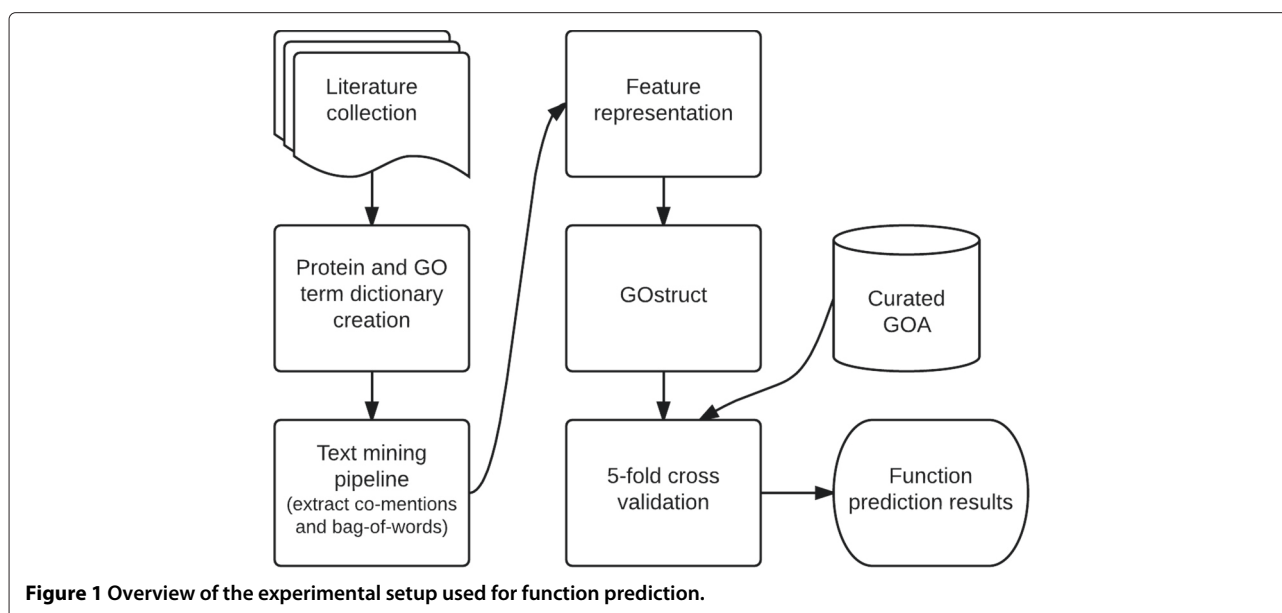 Literature
collection
Protein and GO
term dictionary
creation
Text mining
pipeline
(extract co-mentions
and bag-of-words)
Feature
representation
GOstruct
5-fold cross
validation
Curated
GOA
Function
prediction results
Figure 1 Overview of the experimental setup used for function prediction.